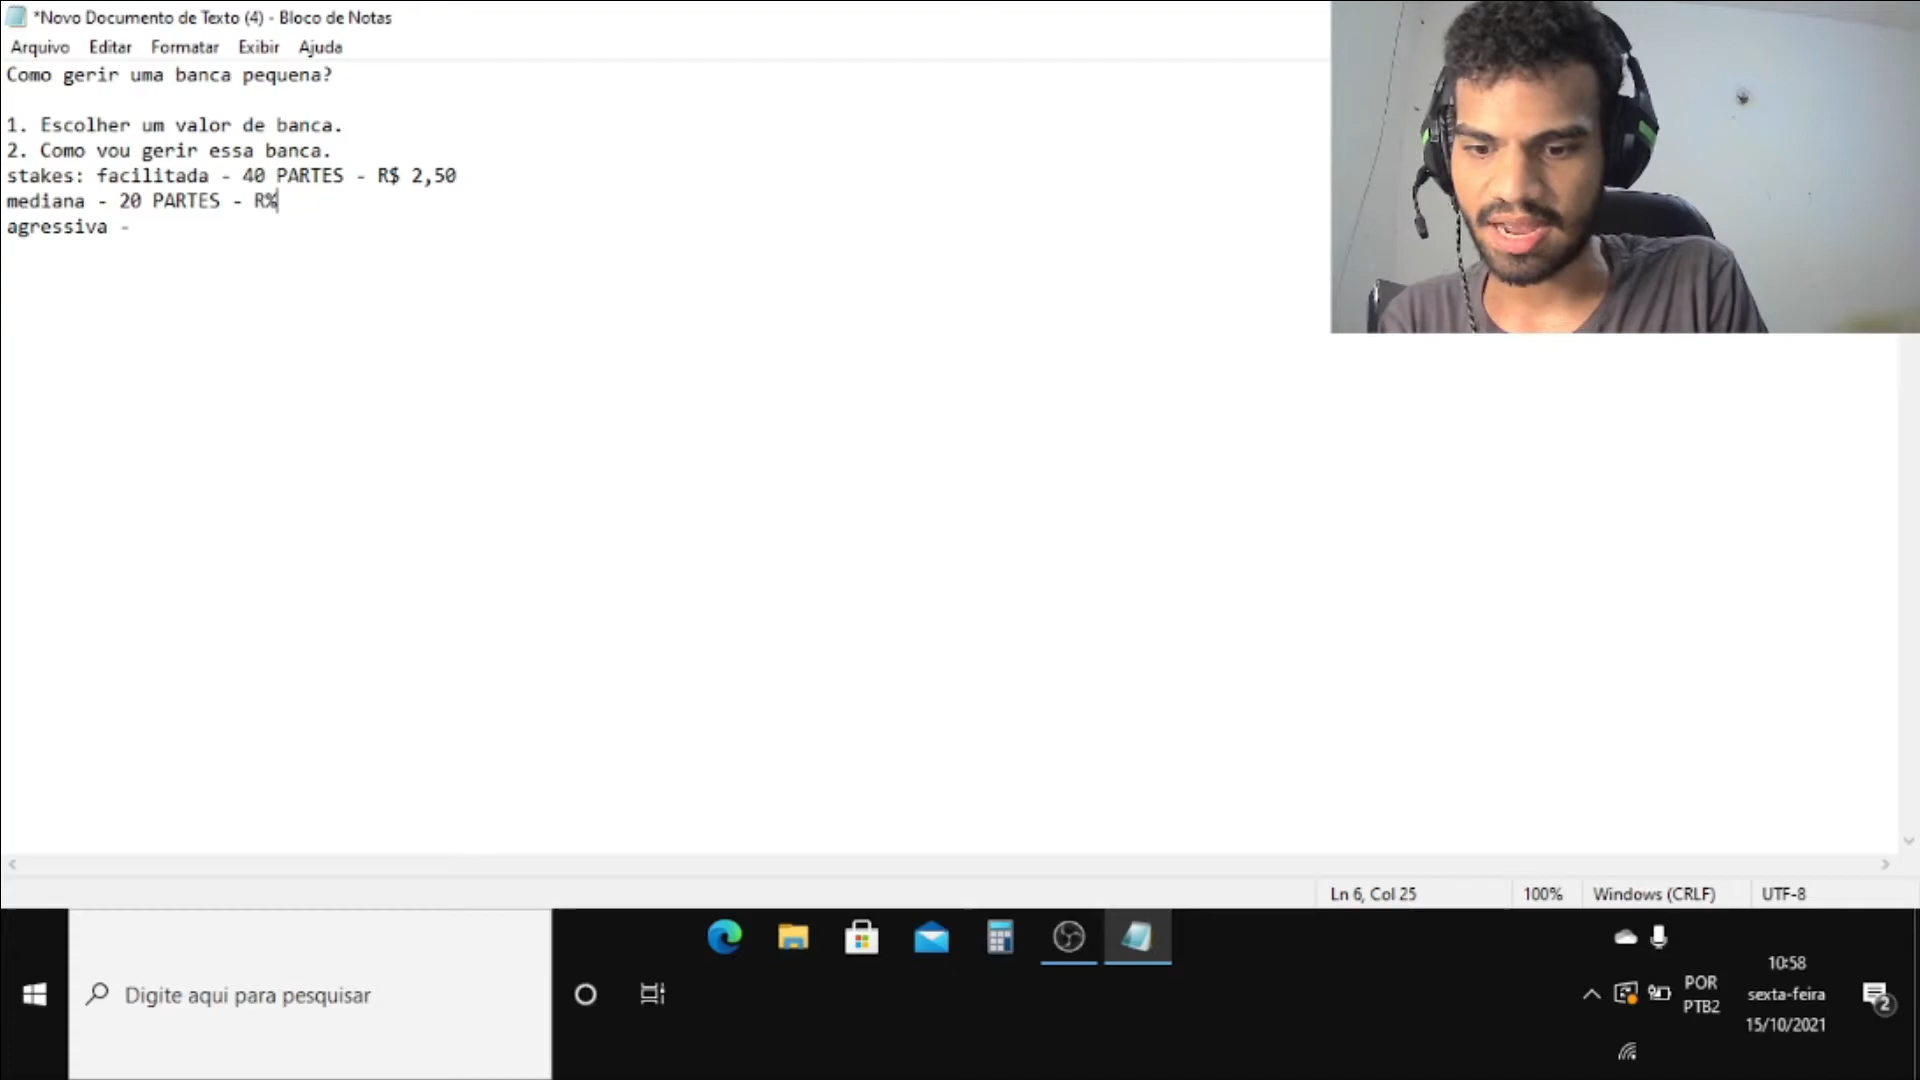 *Novo Documento de Texto (4) - Bloco de Notas
Arquivo Editar Formatar Exibir Ajuda
Como gerir uma banca pequena?
1. Escolher um valor de banca.
2. Como vou gerir essa banca.
stakes: facilitada - 40 PARTES - R$ 2,50
mediana - 20 PARTES - R%
agressiva -
Ln 6, Col 25 100% Windows (CRLF) UTF-8
Digite aqui para pesquisar
POR
PTB2
10:58
sexta-feira
15/10/2021
2